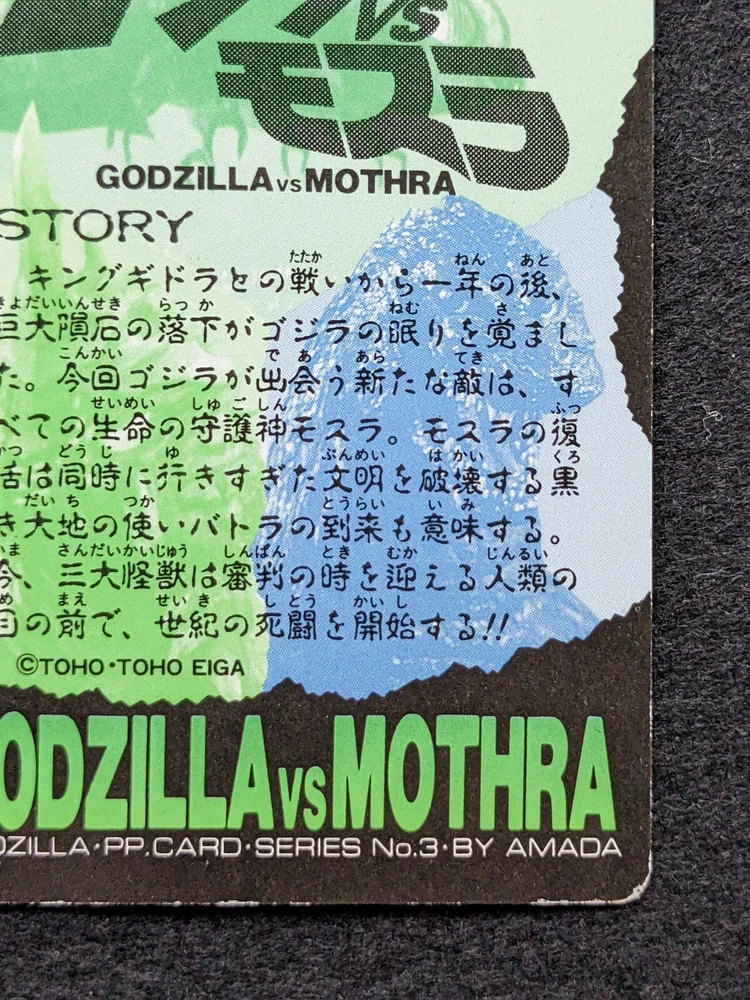 ゴジラVS
モスラ
GODZILLA VS MOTHRA
STORY
キングギドラとの戦いから一年の後、
巨大隕石の落下がゴジラの眠りを覚まし
た。今回ゴジラが出会う新たな敵は、す
べての生命の守護神モスラ。モスラの復
活は同時に行きすぎた文明を破壊する黒
き大地の使いバトラの到来も意味する。
今、三大怪獣は審判の時を迎える人類の
目の前で、世紀の死闘を開始する!!
©TOHO・TOHO EIGA
ODZILLA VS MOTHRA
DZILLA・PP.CARD・SERIES No.3・BY AMADA